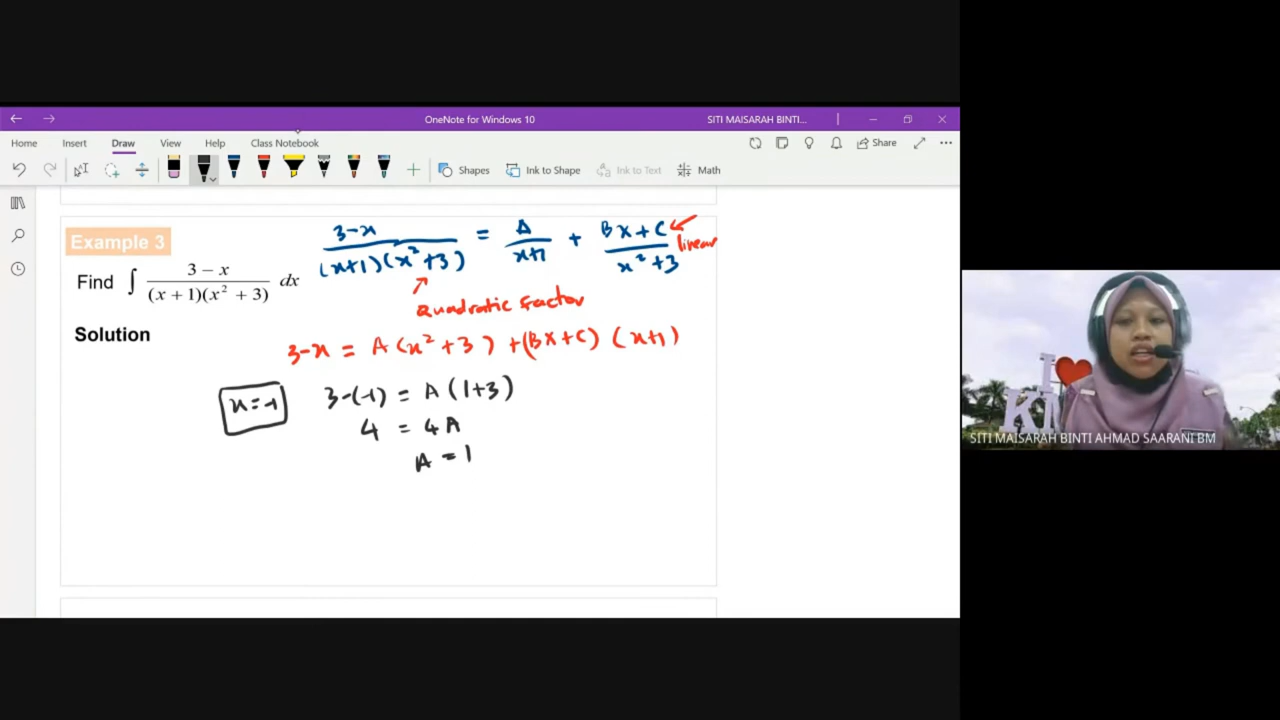 OneNote for Windows 10
SITI MAISARAH BINTI...
Home Insert Draw View Help Class Notebook
Share
Shapes Ink to Shape Ink to Text Math
Example 3
Find ∫ (3 − x)/((x + 1)(x² + 3)) dx
(3-x)/((x+1)(x²+3)) = A/(x+1) + (Bx+C)/(x²+3)
linear
quadratic factor
Solution
3-x = A(x²+3) + (Bx+C)(x+1)
x=-1
3-(-1) = A(1+3)
4 = 4A
A = 1
I
KM
SITI MAISARAH BINTI AHMAD SAARANI BM